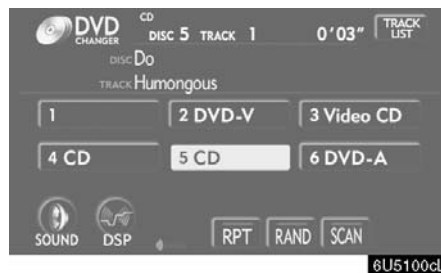 DVD CHANGER CD DISC 5 TRACK 1 0'03" TRACK LIST
DISC Do
TRACK Humongous
1 2 DVD-V 3 Video CD
4 CD 5 CD 6 DVD-A
SOUND DSP RPT RAND SCAN
6U5100cl